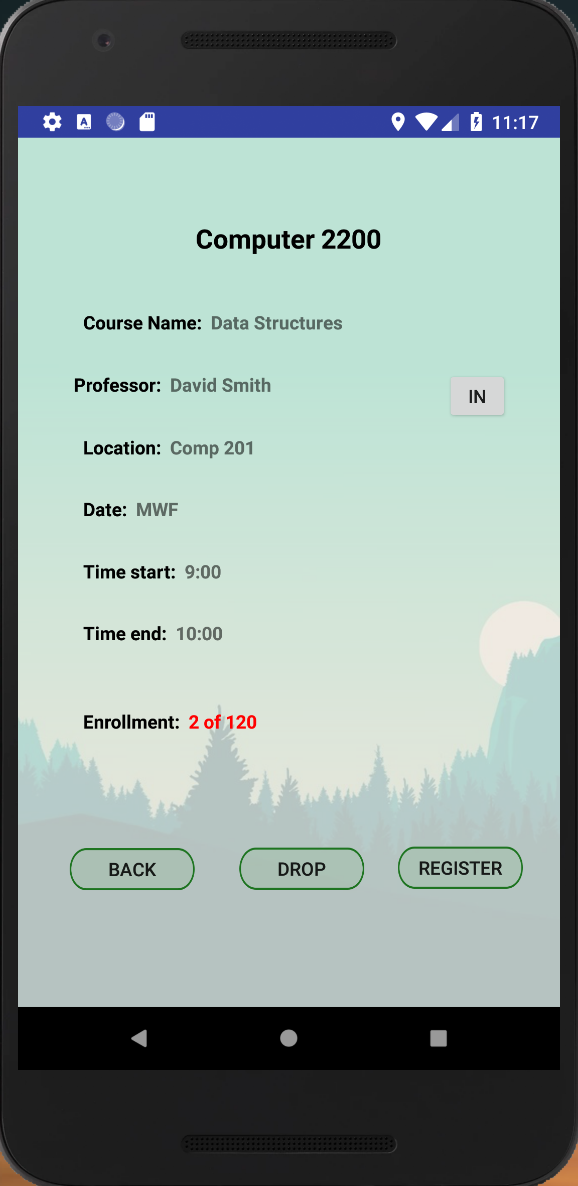 11:17
Computer 2200
Course Name: Data Structures
Professor: David Smith
IN
Location: Comp 201
Date: MWF
Time start: 9:00
Time end: 10:00
Enrollment: 2 of 120
BACK DROP REGISTER